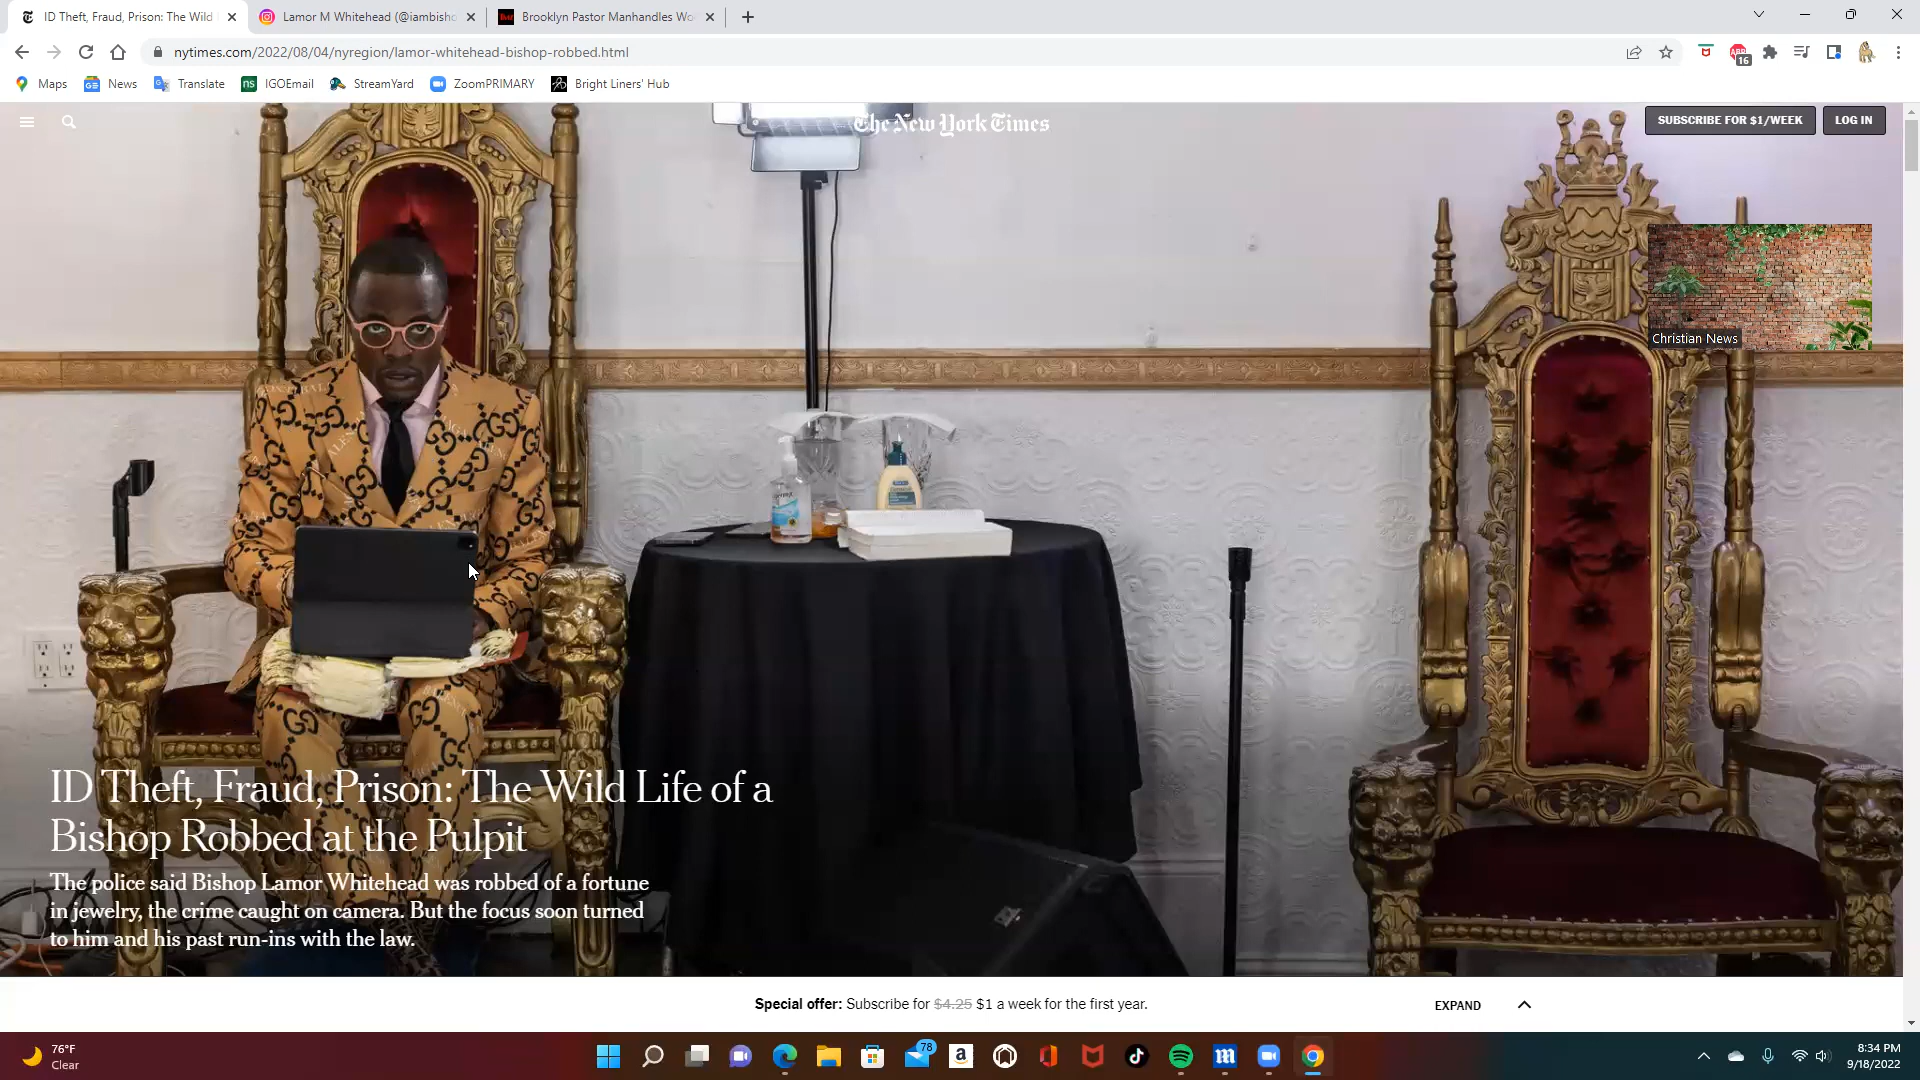 ID Theft, Fraud, Prison: The Wild
Lamor M Whitehead (@iambisho
Brooklyn Pastor Manhandles Wo
nytimes.com/2022/08/04/nyregion/lamor-whitehead-bishop-robbed.html
16
Maps
News
Translate
ns
IGOEmail
StreamYard
ZoomPRIMARY
Bright Liners' Hub
The New York Times
SUBSCRIBE FOR $1/WEEK
LOG IN
Christian News
ID Theft, Fraud, Prison: The Wild Life of a
Bishop Robbed at the Pulpit
The police said Bishop Lamor Whitehead was robbed of a fortune
in jewelry, the crime caught on camera. But the focus soon turned
to him and his past run-ins with the law.
Special offer: Subscribe for $4.25 $1 a week for the first year.
EXPAND
76°F
Clear
78
8:34 PM
9/18/2022